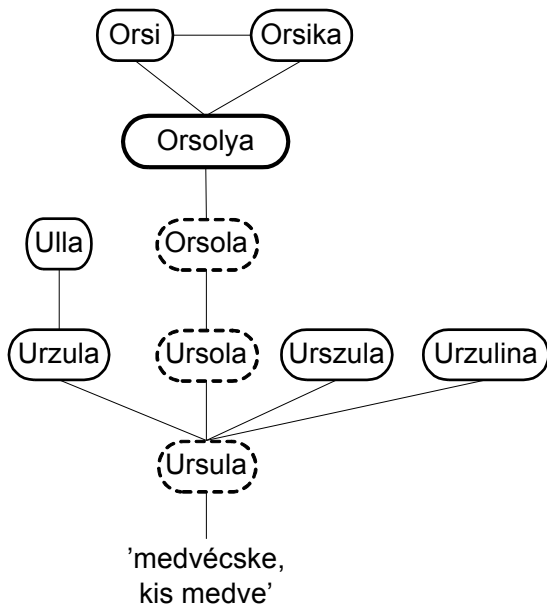 Orsi Orsika
Orsolya
Ulla Orsola
Urzula Ursola Urszula Urzulina
Ursula
’medvécske,
kis medve’